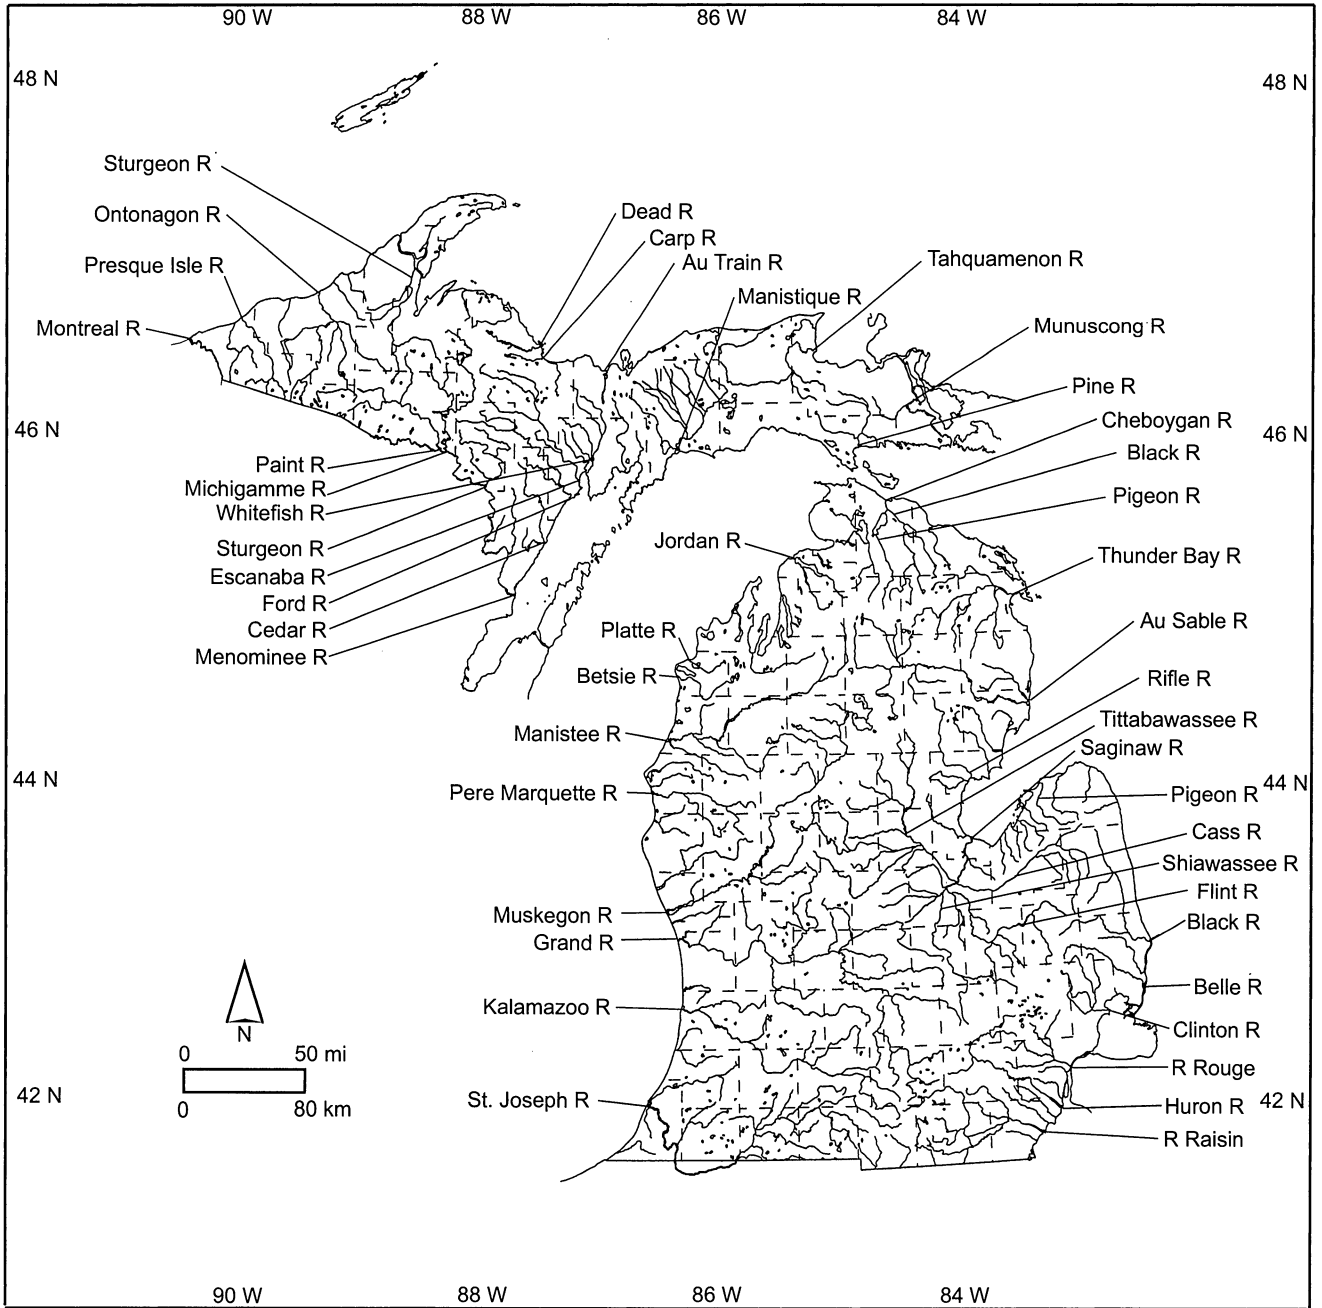 90 W 88 W 86 W 84 W
48 N
48 N
Sturgeon R
Ontonagon R
Presque Isle R
Montreal R
Dead R
Carp R
Au Train R
Manistique R
Tahquamenon R
Munuscong R
Pine R
Cheboygan R
Black R
Pigeon R
Thunder Bay R
46 N
46 N
Paint R
Michigamme R
Whitefish R
Sturgeon R
Escanaba R
Ford R
Cedar R
Menominee R
Jordan R
Platte R
Betsie R
Manistee R
Pere Marquette R
Au Sable R
Rifle R
Tittabawassee R
Saginaw R
44 N
44 N
Pigeon R
Cass R
Shiawassee R
Flint R
Black R
Muskegon R
Grand R
Kalamazoo R
Belle R
Clinton R
R Rouge
Huron R
R Raisin
St. Joseph R
N
0 50 mi
0 80 km
42 N
42 N
90 W 88 W 86 W 84 W